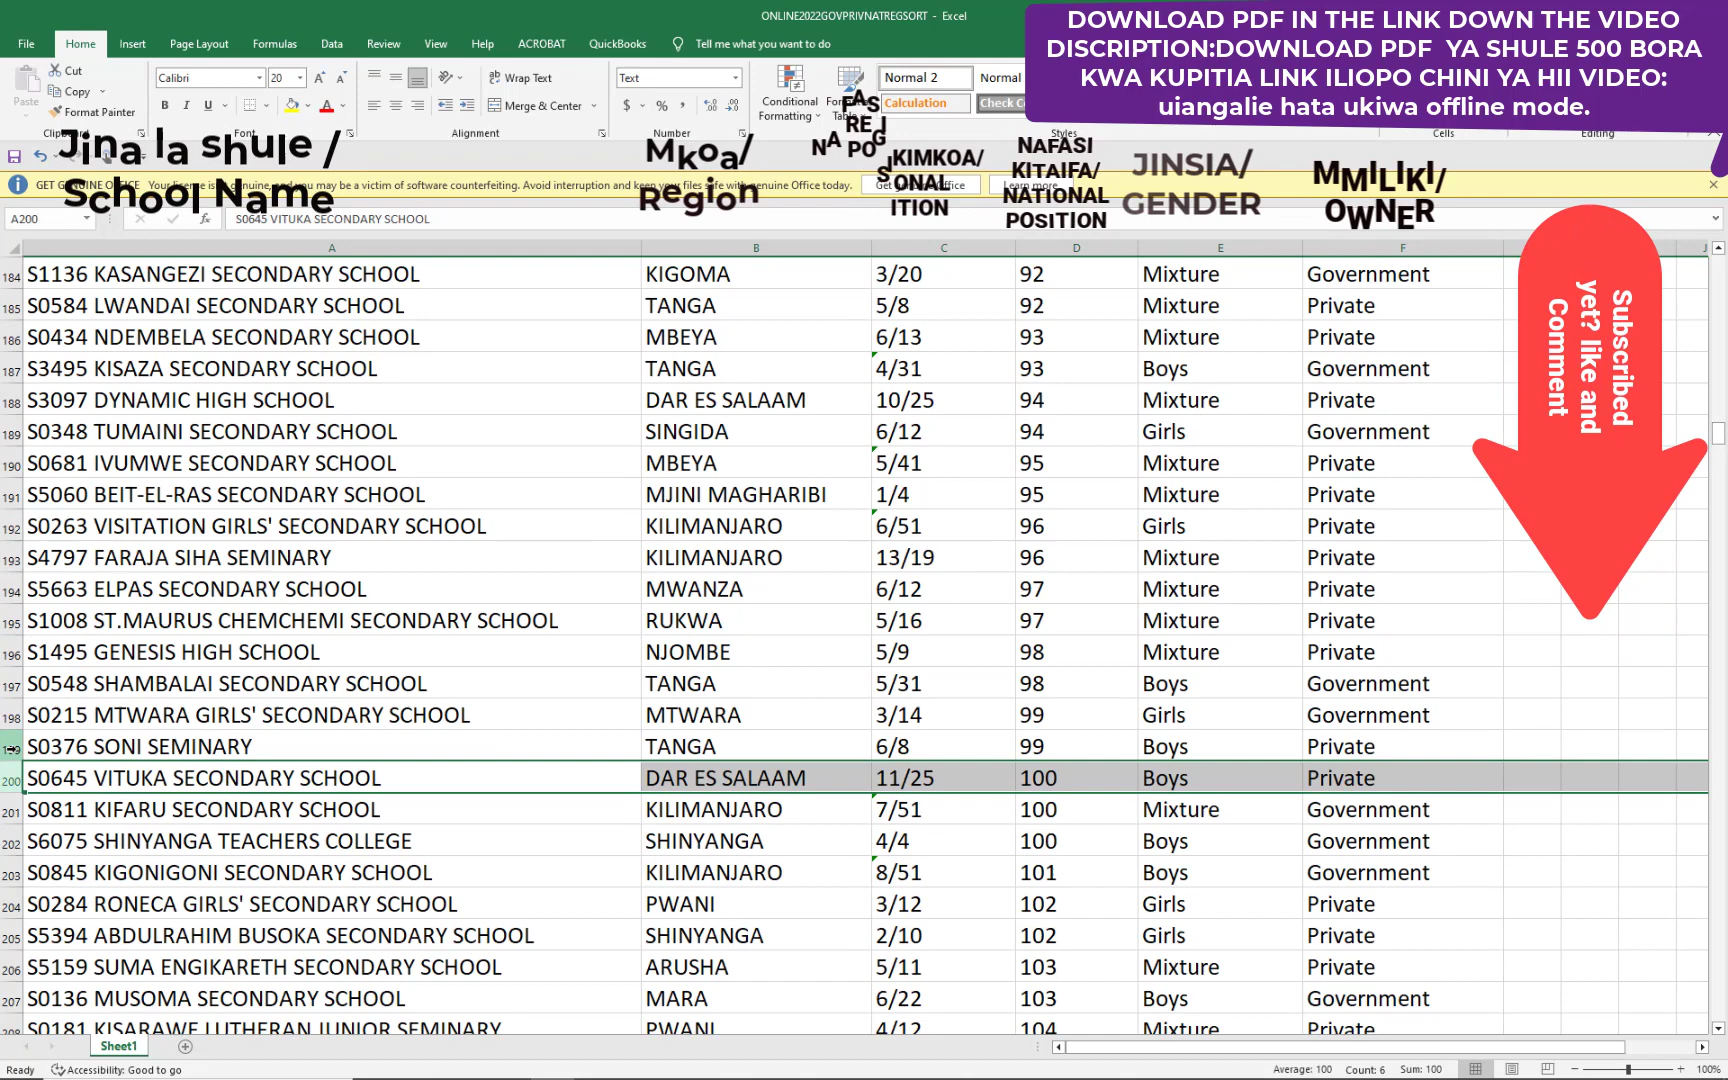 ONLINE2022GOVPRIVNATREGSORT - Excel
DOWNLOAD PDF IN THE LINK DOWN THE VIDEO
DISCRIPTION:DOWNLOAD PDF YA SHULE 500 BORA
KWA KUPITIA LINK ILIOPO CHINI YA HII VIDEO:
uiangalie hata ukiwa offline mode.
File Home Insert Page Layout Formulas Data Review View Help ACROBAT QuickBooks Tell me what you want to do
Paste
Cut
Copy
Format Painter
Calibri 20
B I U
Wrap Text
Merge & Center
Text
$ %
Conditional
Formatting
Table
Normal 2 Normal
Calculation
Font Alignment Number Styles Cells Editing
Jina la shule /
School Name
Mkoa/
Region
KIMKOA/
NAFASI
KITAIFA/
NATIONAL
POSITION
JINSIA/
GENDER
MMILIKI/
OWNER
GET GENUINE OFFICE Your license isn't genuine, and you may be a victim of software counterfeiting. Avoid interruption and keep your files safe with genuine Office today. Get genuine Office Learn more
A200 fx S0645 VITUKA SECONDARY SCHOOL
A B C D E F J
184 S1136 KASANGEZI SECONDARY SCHOOL KIGOMA 3/20 92 Mixture Government
185 S0584 LWANDAI SECONDARY SCHOOL TANGA 5/8 92 Mixture Private
186 S0434 NDEMBELA SECONDARY SCHOOL MBEYA 6/13 93 Mixture Private
187 S3495 KISAZA SECONDARY SCHOOL TANGA 4/31 93 Boys Government
188 S3097 DYNAMIC HIGH SCHOOL DAR ES SALAAM 10/25 94 Mixture Private
189 S0348 TUMAINI SECONDARY SCHOOL SINGIDA 6/12 94 Girls Government
190 S0681 IVUMWE SECONDARY SCHOOL MBEYA 5/41 95 Mixture Private
191 S5060 BEIT-EL-RAS SECONDARY SCHOOL MJINI MAGHARIBI 1/4 95 Mixture Private
192 S0263 VISITATION GIRLS' SECONDARY SCHOOL KILIMANJARO 6/51 96 Girls Private
193 S4797 FARAJA SIHA SEMINARY KILIMANJARO 13/19 96 Mixture Private
194 S5663 ELPAS SECONDARY SCHOOL MWANZA 6/12 97 Mixture Private
195 S1008 ST.MAURUS CHEMCHEMI SECONDARY SCHOOL RUKWA 5/16 97 Mixture Private
196 S1495 GENESIS HIGH SCHOOL NJOMBE 5/9 98 Mixture Private
197 S0548 SHAMBALAI SECONDARY SCHOOL TANGA 5/31 98 Boys Government
198 S0215 MTWARA GIRLS' SECONDARY SCHOOL MTWARA 3/14 99 Girls Government
S0376 SONI SEMINARY TANGA 6/8 99 Boys Private
200 S0645 VITUKA SECONDARY SCHOOL DAR ES SALAAM 11/25 100 Boys Private
201 S0811 KIFARU SECONDARY SCHOOL KILIMANJARO 7/51 100 Mixture Government
202 S6075 SHINYANGA TEACHERS COLLEGE SHINYANGA 4/4 100 Boys Government
203 S0845 KIGONIGONI SECONDARY SCHOOL KILIMANJARO 8/51 101 Boys Government
204 S0284 RONECA GIRLS' SECONDARY SCHOOL PWANI 3/12 102 Girls Private
205 S5394 ABDULRAHIM BUSOKA SECONDARY SCHOOL SHINYANGA 2/10 102 Girls Private
206 S5159 SUMA ENGIKARETH SECONDARY SCHOOL ARUSHA 5/11 103 Mixture Private
207 S0136 MUSOMA SECONDARY SCHOOL MARA 6/22 103 Boys Government
208 S0181 KISARAWE LUTHERAN JUNIOR SEMINARY PWANI 4/12 104 Mixture Private
Subscribed
yet? like and
Comment
Sheet1
Ready Accessibility: Good to go Average: 100 Count: 6 Sum: 100 100%